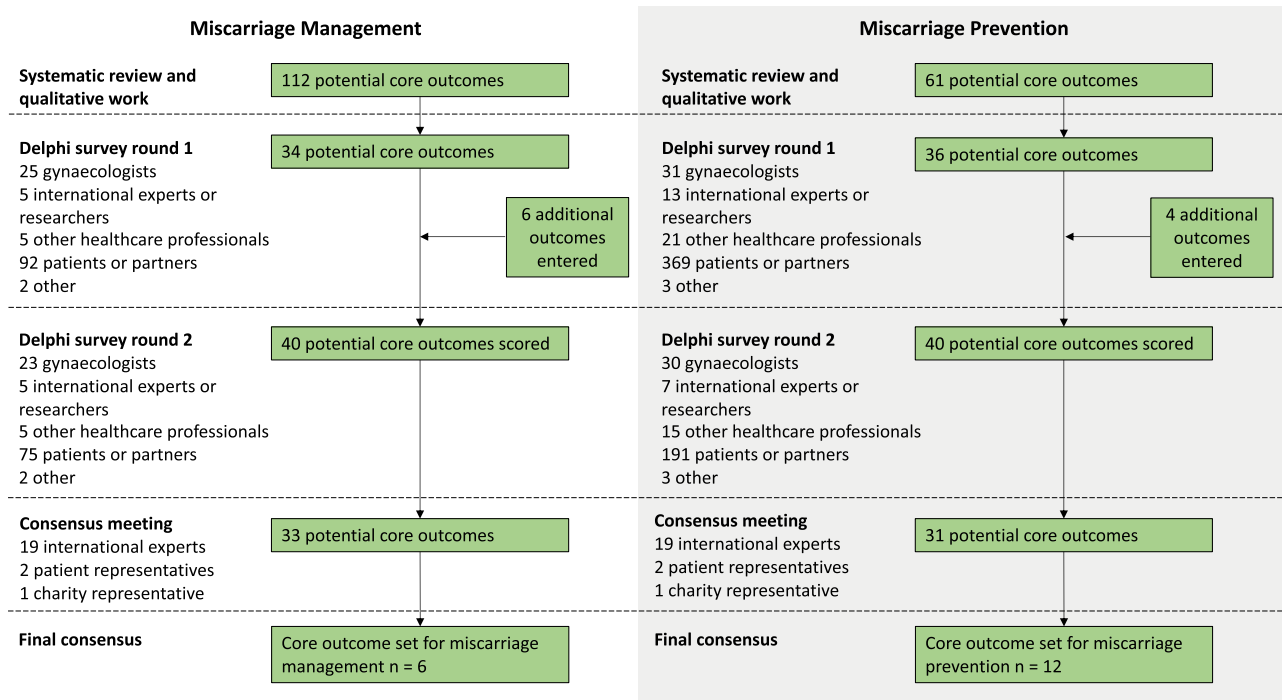 Miscarriage Management
Systematic review and
qualitative work
112 potential core outcomes
Delphi survey round 1
25 gynaecologists
5 international experts or
researchers
5 other healthcare professionals
92 patients or partners
2 other
34 potential core outcomes
6 additional
outcomes
entered
Delphi survey round 2
23 gynaecologists
5 international experts or
researchers
5 other healthcare professionals
75 patients or partners
2 other
40 potential core outcomes scored
Consensus meeting
19 international experts
2 patient representatives
1 charity representative
33 potential core outcomes
Final consensus
Core outcome set for miscarriage
management n = 6
Miscarriage Prevention
Systematic review and
qualitative work
61 potential core outcomes
Delphi survey round 1
31 gynaecologists
13 international experts or
researchers
21 other healthcare professionals
369 patients or partners
3 other
36 potential core outcomes
4 additional
outcomes
entered
Delphi survey round 2
30 gynaecologists
7 international experts or
researchers
15 other healthcare professionals
191 patients or partners
3 other
40 potential core outcomes scored
Consensus meeting
19 international experts
2 patient representatives
1 charity representative
31 potential core outcomes
Final consensus
Core outcome set for miscarriage
prevention n = 12